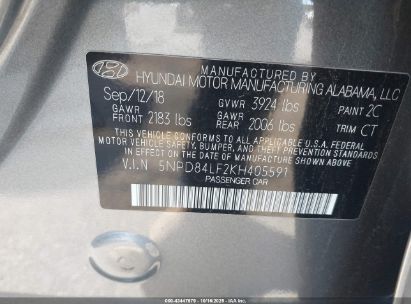 MANUFACTURED BY
HYUNDAI MOTOR MANUFACTURING ALABAMA, LLC
Sep/12/18 GVWR 3924 lbs PAINT 2C
GAWR FRONT 2183 lbs GAWR REAR 2006 lbs TRIM CT
THIS VEHICLE CONFORMS TO ALL APPLICABLE U.S.A FEDERAL
MOTOR VEHICLE SAFETY, BUMPER, AND THEFT PREVENTION
STANDARDS IN EFFECT ON THE DATE OF MANUFACTURE SHOWN ABOVE.
V.I.N 5NPD84LF2KH405591
PASSENGER CAR